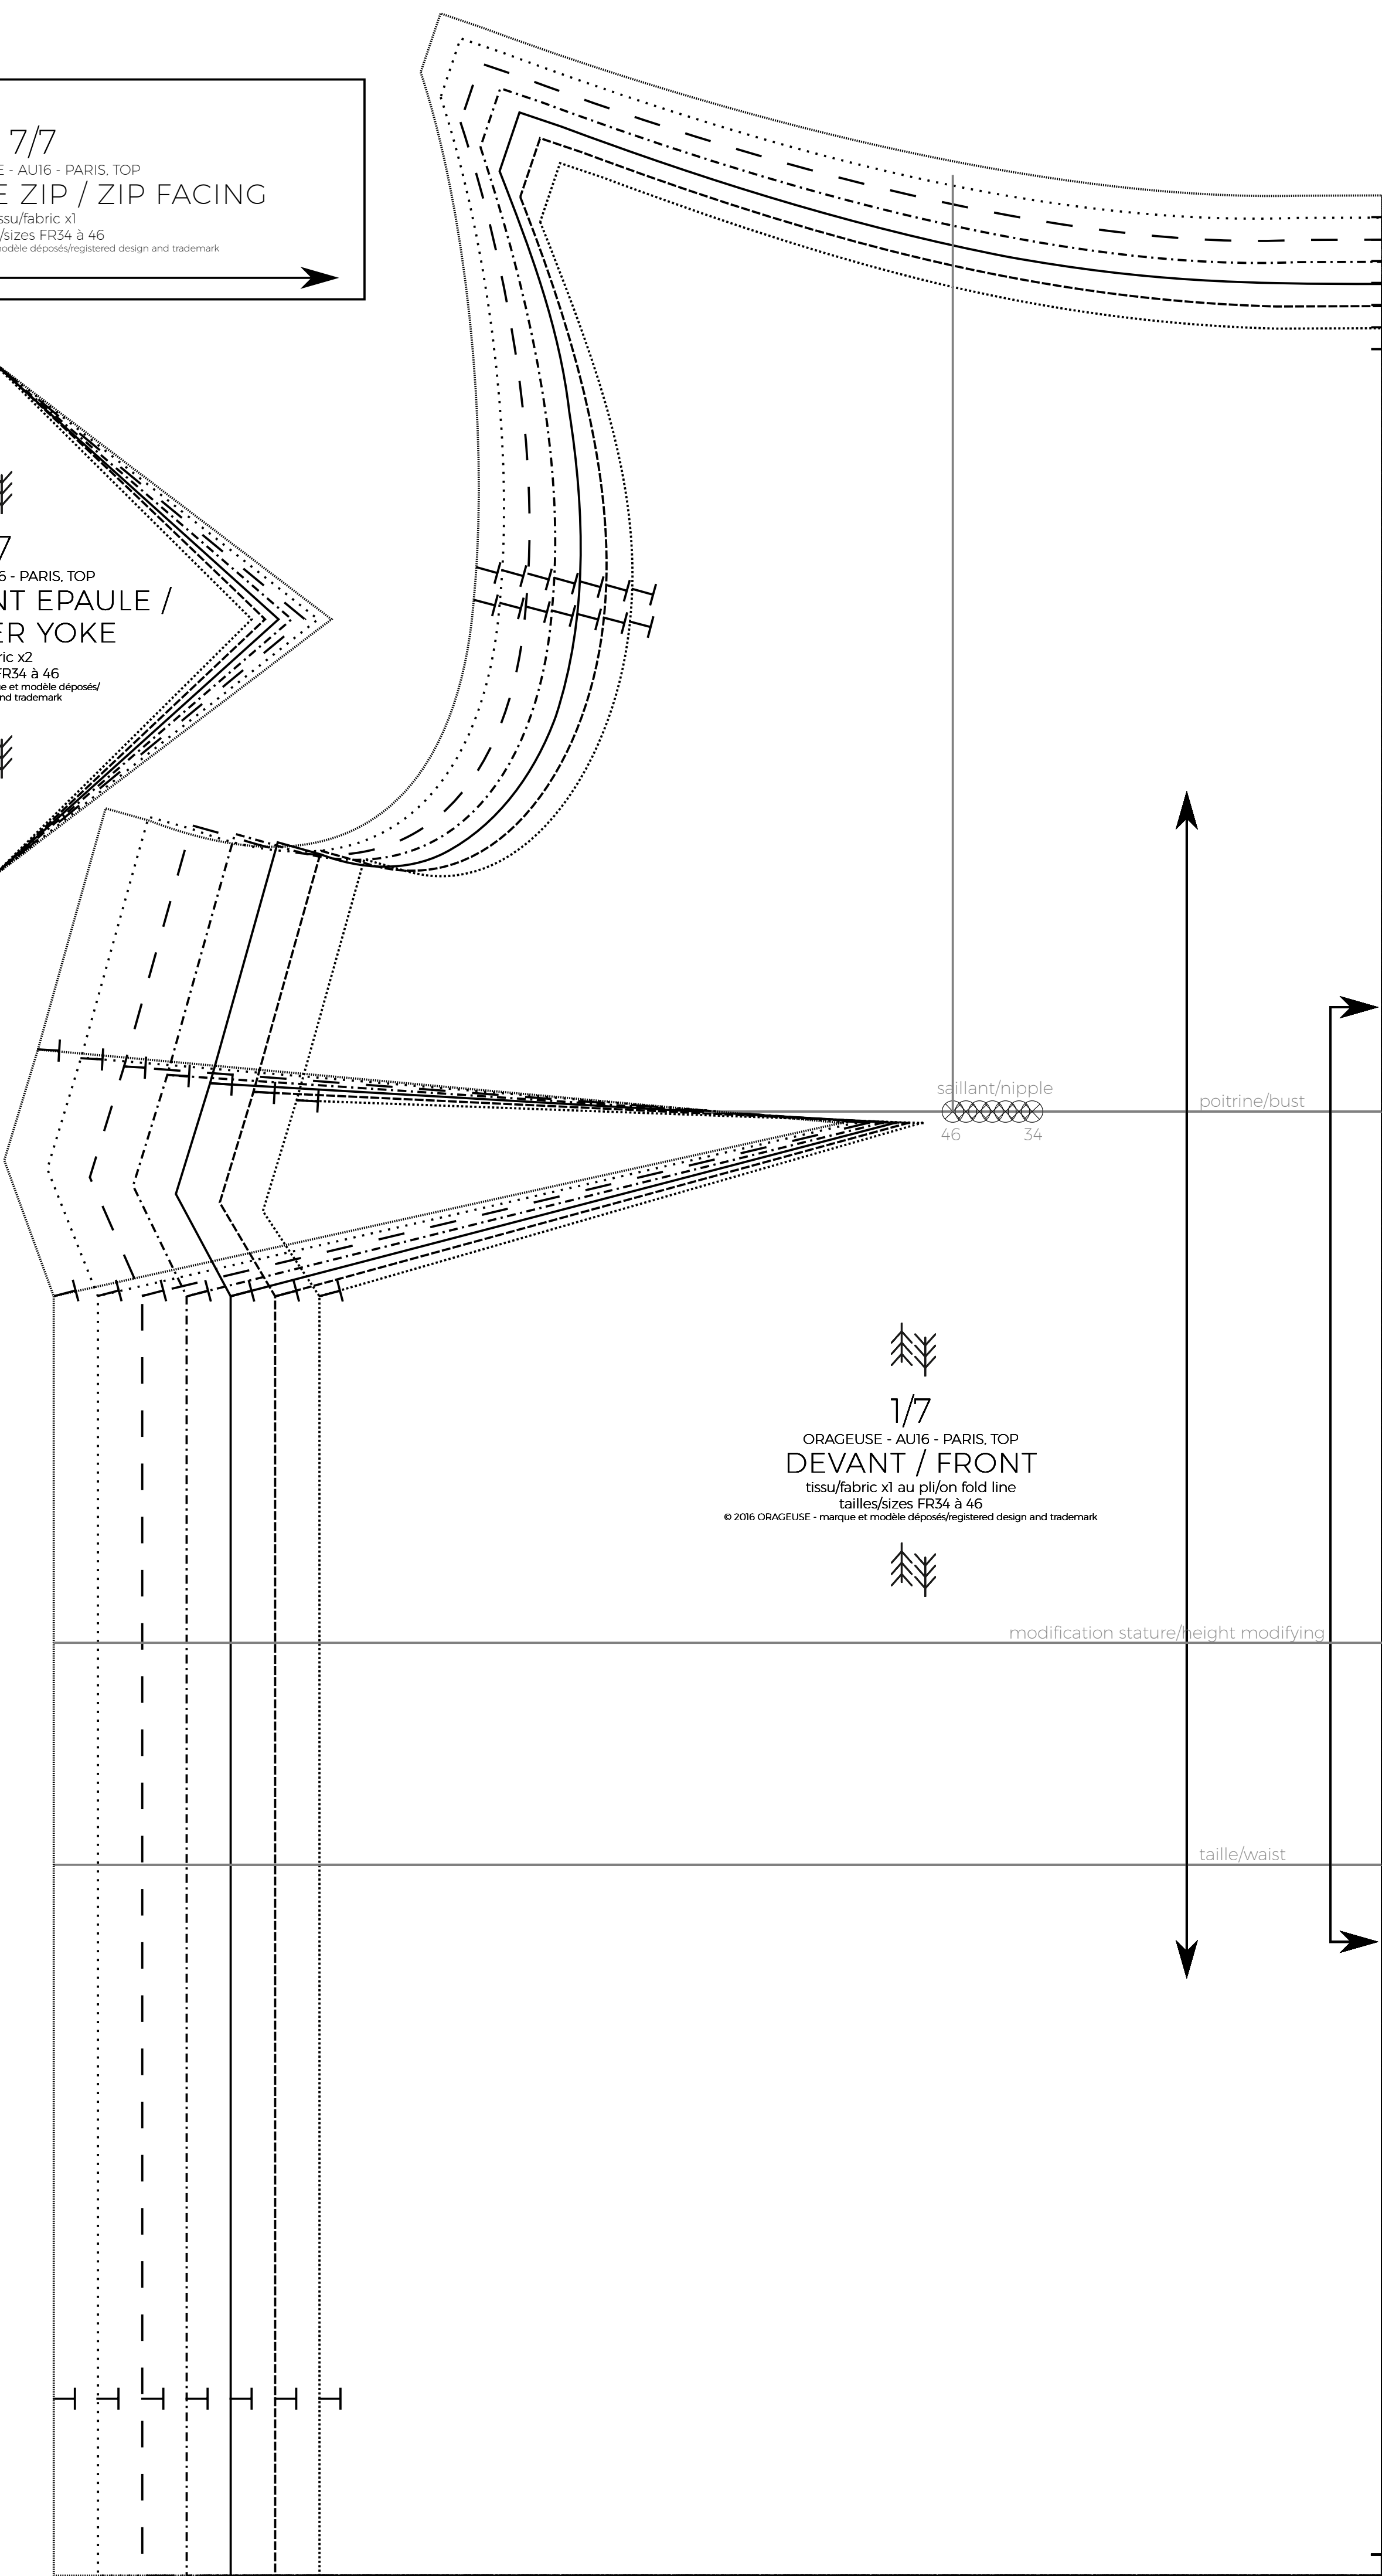 7/7
E - AU16 - PARIS, TOP
E ZIP / ZIP FACING
ssu/fabric x1
/sizes FR34 à 46
modèle déposés/registered design and trademark
7
6 - PARIS, TOP
NT EPAULE /
ER YOKE
ric x2
FR34 à 46
ue et modèle déposés/
nd trademark
saillant/nipple
poitrine/bust
46
34
1/7
ORAGEUSE - AU16 - PARIS, TOP
DEVANT / FRONT
tissu/fabric x1 au pli/on fold line
tailles/sizes FR34 à 46
© 2016 ORAGEUSE - marque et modèle déposés/registered design and trademark
modification stature/height modifying
taille/waist